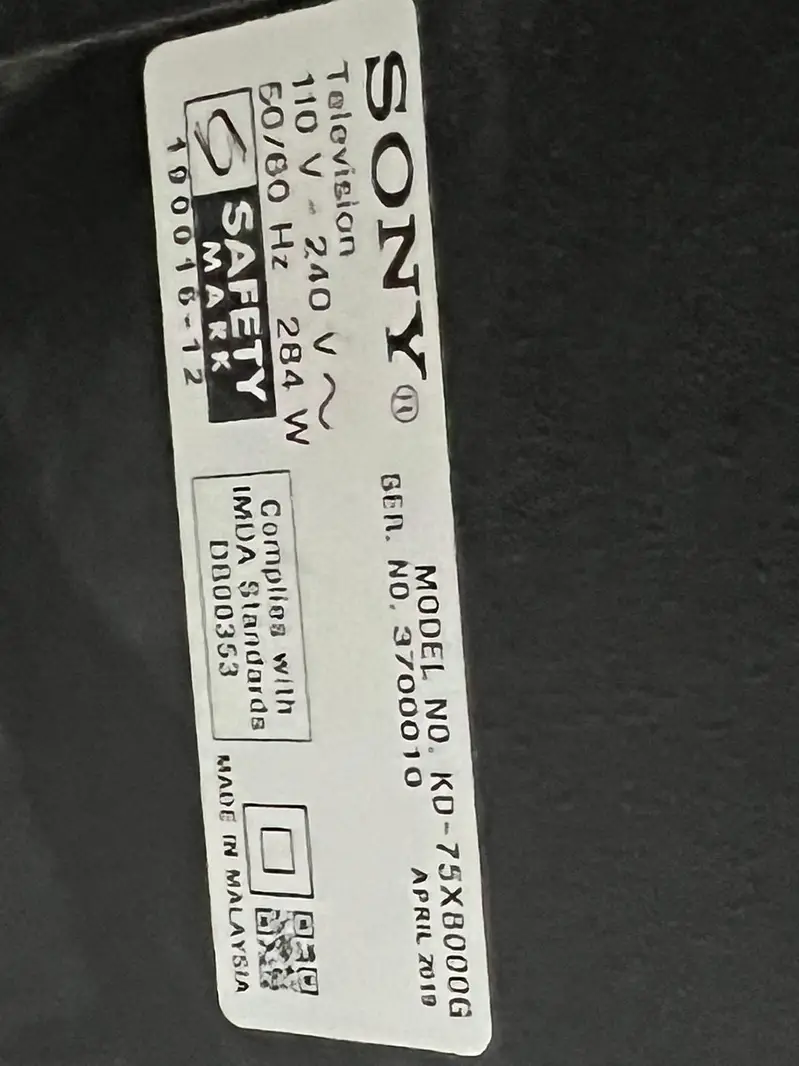 SONY®
Television
110 V - 240 V ~
50/60 Hz 284 W
SAFETY
MARK
190016-12
MODEL NO. KD-75X8000G
SER. NO. 3700010
APRIL 2019
Complies with
IMDA Standards
DB00353
MADE IN MALAYSIA